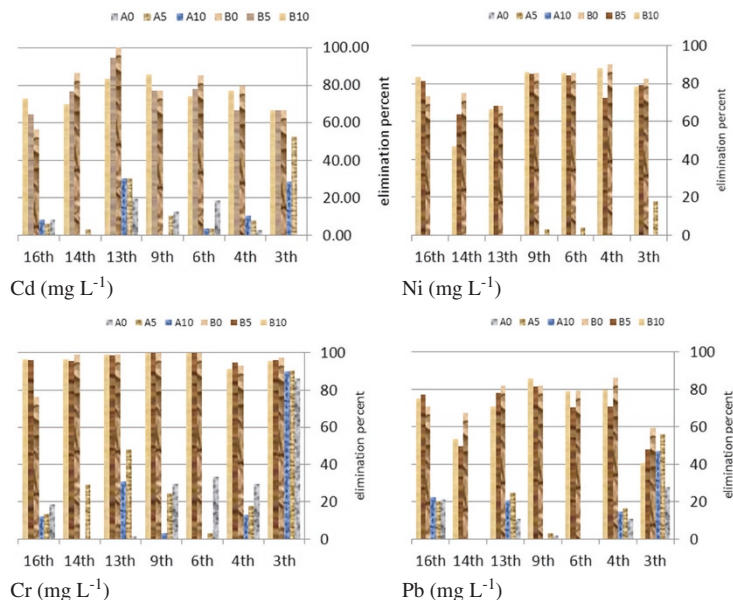 A0 A5 A10 B0 B5 B10
100.00
80.00
60.00
40.00
20.00
0.00
elimination percent
16th 14th 13th 9th 6th 4th 3th
Cd (mg L-1)
A0 A5 A10 B0 B5 B10
100
80
60
40
20
0
elimination percent
16th 14th 13th 9th 6th 4th 3th
Ni (mg L-1)
A0 A5 A10 B0 B5 B10
100
80
60
40
20
0
elimination percent
16th 14th 13th 9th 6th 4th 3th
Cr (mg L-1)
A0 A5 A10 B0 B5 B10
100
80
60
40
20
0
elimination percent
16th 14th 13th 9th 6th 4th 3th
Pb (mg L-1)